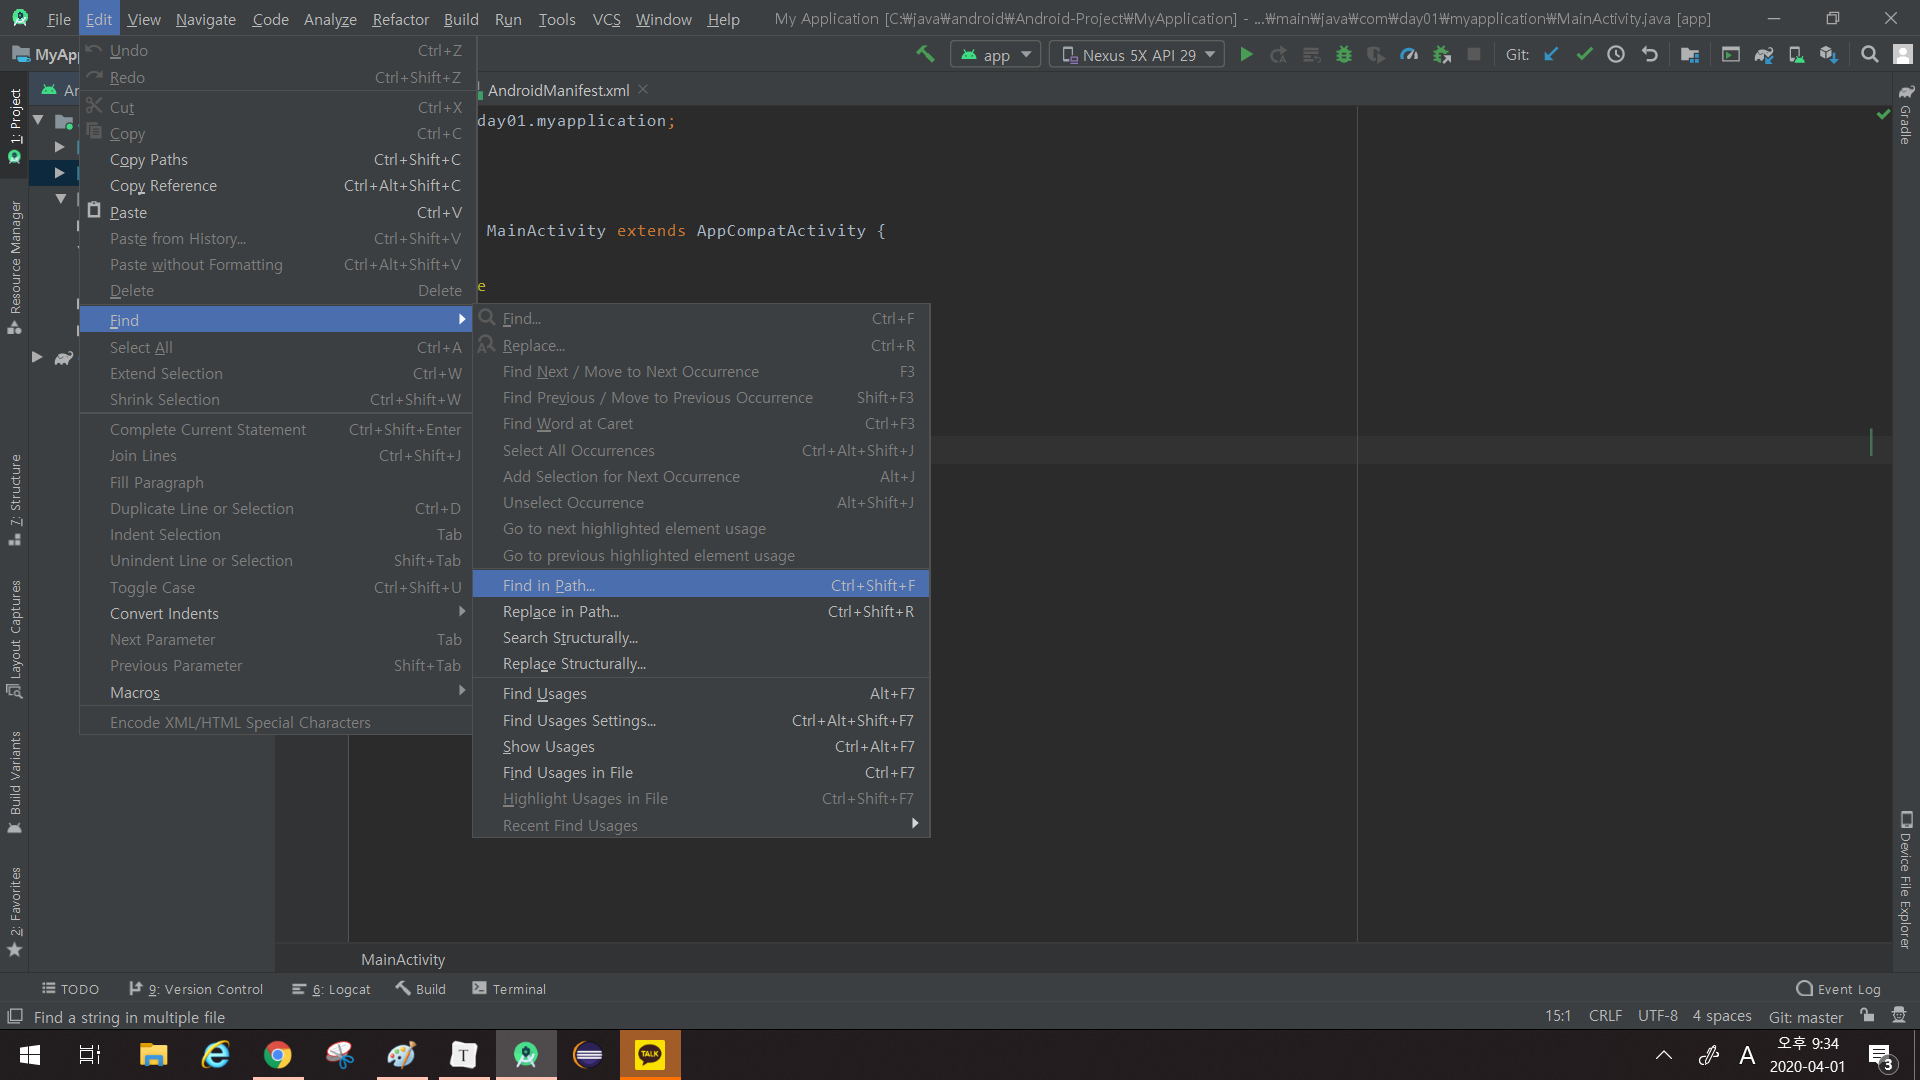 File Edit View Navigate Code Analyze Refactor Build Run Tools VCS Window Help My Application [C:₩java₩android₩Android-Project₩MyApplication] - ...₩main₩java₩com₩day01₩myapplication₩MainActivity.java [app]
MyAp
app
Nexus 5X API 29
Git:
AndroidManifest.xml
1: Project
Resource Manager
7: Structure
Layout Captures
Build Variants
2: Favorites
Undo Ctrl+Z
Redo Ctrl+Shift+Z
Cut Ctrl+X
Copy Ctrl+C
Copy Paths Ctrl+Shift+C
Copy Reference Ctrl+Alt+Shift+C
Paste Ctrl+V
Paste from History... Ctrl+Shift+V
Paste without Formatting Ctrl+Alt+Shift+V
Delete Delete
Find
Select All Ctrl+A
Extend Selection Ctrl+W
Shrink Selection Ctrl+Shift+W
Complete Current Statement Ctrl+Shift+Enter
Join Lines Ctrl+Shift+J
Fill Paragraph
Duplicate Line or Selection Ctrl+D
Indent Selection Tab
Unindent Line or Selection Shift+Tab
Toggle Case Ctrl+Shift+U
Convert Indents
Next Parameter Tab
Previous Parameter Shift+Tab
Macros
Encode XML/HTML Special Characters
day01.myapplication;
MainActivity extends AppCompatActivity {
e
Find... Ctrl+F
Replace... Ctrl+R
Find Next / Move to Next Occurrence F3
Find Previous / Move to Previous Occurrence Shift+F3
Find Word at Caret Ctrl+F3
Select All Occurrences Ctrl+Alt+Shift+J
Add Selection for Next Occurrence Alt+J
Unselect Occurrence Alt+Shift+J
Go to next highlighted element usage
Go to previous highlighted element usage
Find in Path... Ctrl+Shift+F
Replace in Path... Ctrl+Shift+R
Search Structurally...
Replace Structurally...
Find Usages Alt+F7
Find Usages Settings... Ctrl+Alt+Shift+F7
Show Usages Ctrl+Alt+F7
Find Usages in File Ctrl+F7
Highlight Usages in File Ctrl+Shift+F7
Recent Find Usages
Gradle
Device File Explorer
MainActivity
TODO 9: Version Control 6: Logcat Build Terminal Event Log
Find a string in multiple file 15:1 CRLF UTF-8 4 spaces Git: master
T
TALK
A
오후 9:34
2020-04-01
3